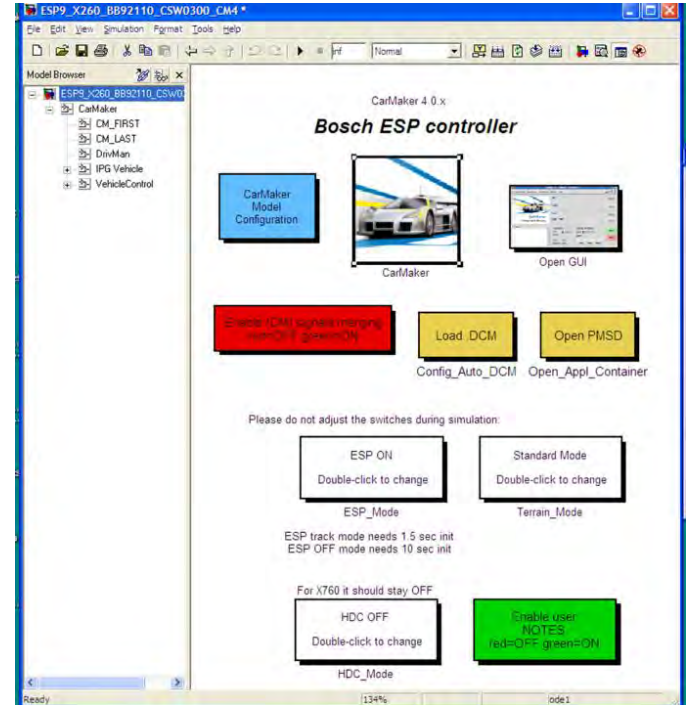 ESP9_X260_BB92110_CSW0300_CM4 *
File Edit View Simulation Format Tools Help
inf Normal
Model Browser
ESP9_X260_BB92110_CSW0
CarMaker
CM_FIRST
CM_LAST
DrivMan
IPG Vehicle
VehicleControl
CarMaker 4.0.x
Bosch ESP controller
CarMaker
Model
Configuration
CarMaker
Open GUI
signals merging
red=OFF green=ON
Load .DCM
Open PMSD
Config_Auto_DCM
Open_Appl_Container
Please do not adjust the switches during simulation:
ESP ON
Double-click to change
Standard Mode
Double-click to change
ESP_Mode
Terrain_Mode
ESP track mode needs 1.5 sec init
ESP OFF mode needs 10 sec init
For X760 it should stay OFF
HDC OFF
Double-click to change
Enable user
NOTES
red=OFF green=ON
HDC_Mode
Ready 134% ode1